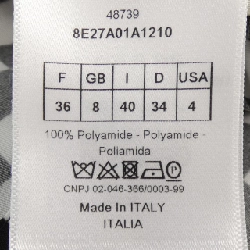 48739
8E27A01A1210
F GB I D USA
36 8 40 34 4
100% Polyamide - Polyamide -
Poliamida
P
CNPJ 02-046-366/0003-99
Made In ITALY
ITALIA